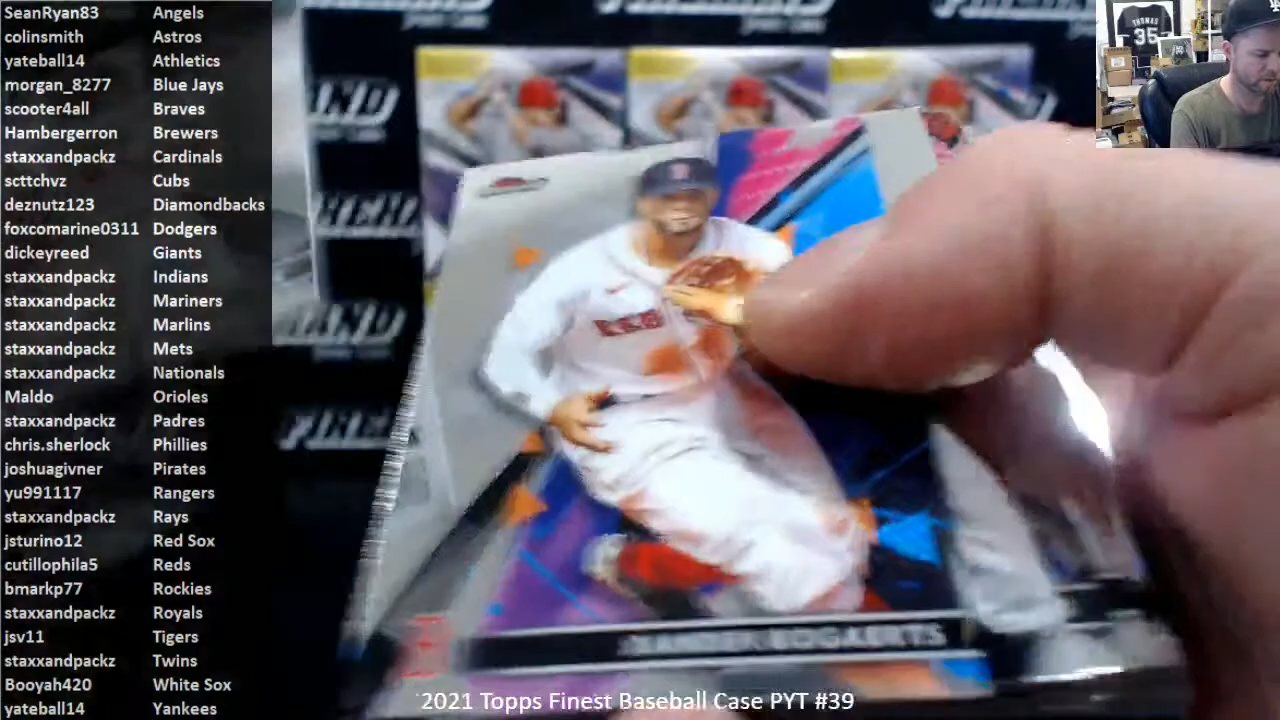 SeanRyan83 Angels
colinsmith Astros
yateball14 Athletics
morgan_8277 Blue Jays
scooter4all Braves
Hambergerron Brewers
staxxandpackz Cardinals
scttchvz Cubs
deznutz123 Diamondbacks
foxcomarine0311 Dodgers
dickeyreed Giants
staxxandpackz Indians
staxxandpackz Mariners
staxxandpackz Marlins
staxxandpackz Mets
staxxandpackz Nationals
Maldo Orioles
staxxandpackz Padres
chris.sherlock Phillies
joshuagivner Pirates
yu991117 Rangers
staxxandpackz Rays
jsturino12 Red Sox
cutillophila5 Reds
bmarkp77 Rockies
staxxandpackz Royals
jsv11 Tigers
staxxandpackz Twins
Booyah420 White Sox
yateball14 Yankees
THOMAS
35
BOGAERTS
2021 Topps Finest Baseball Case PYT #39